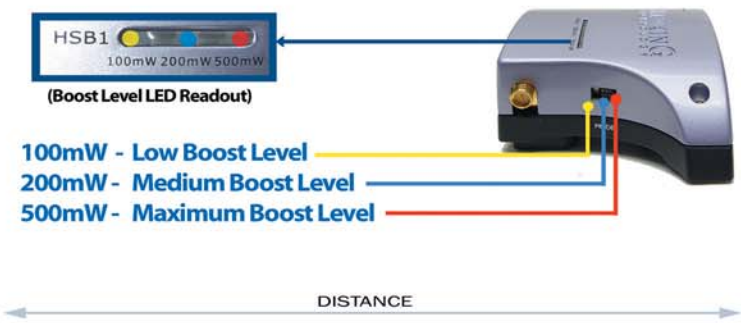 HSB1
100mW 200mW 500mW
(Boost Level LED Readout)
100mW - Low Boost Level
200mW - Medium Boost Level
500mW - Maximum Boost Level
DISTANCE